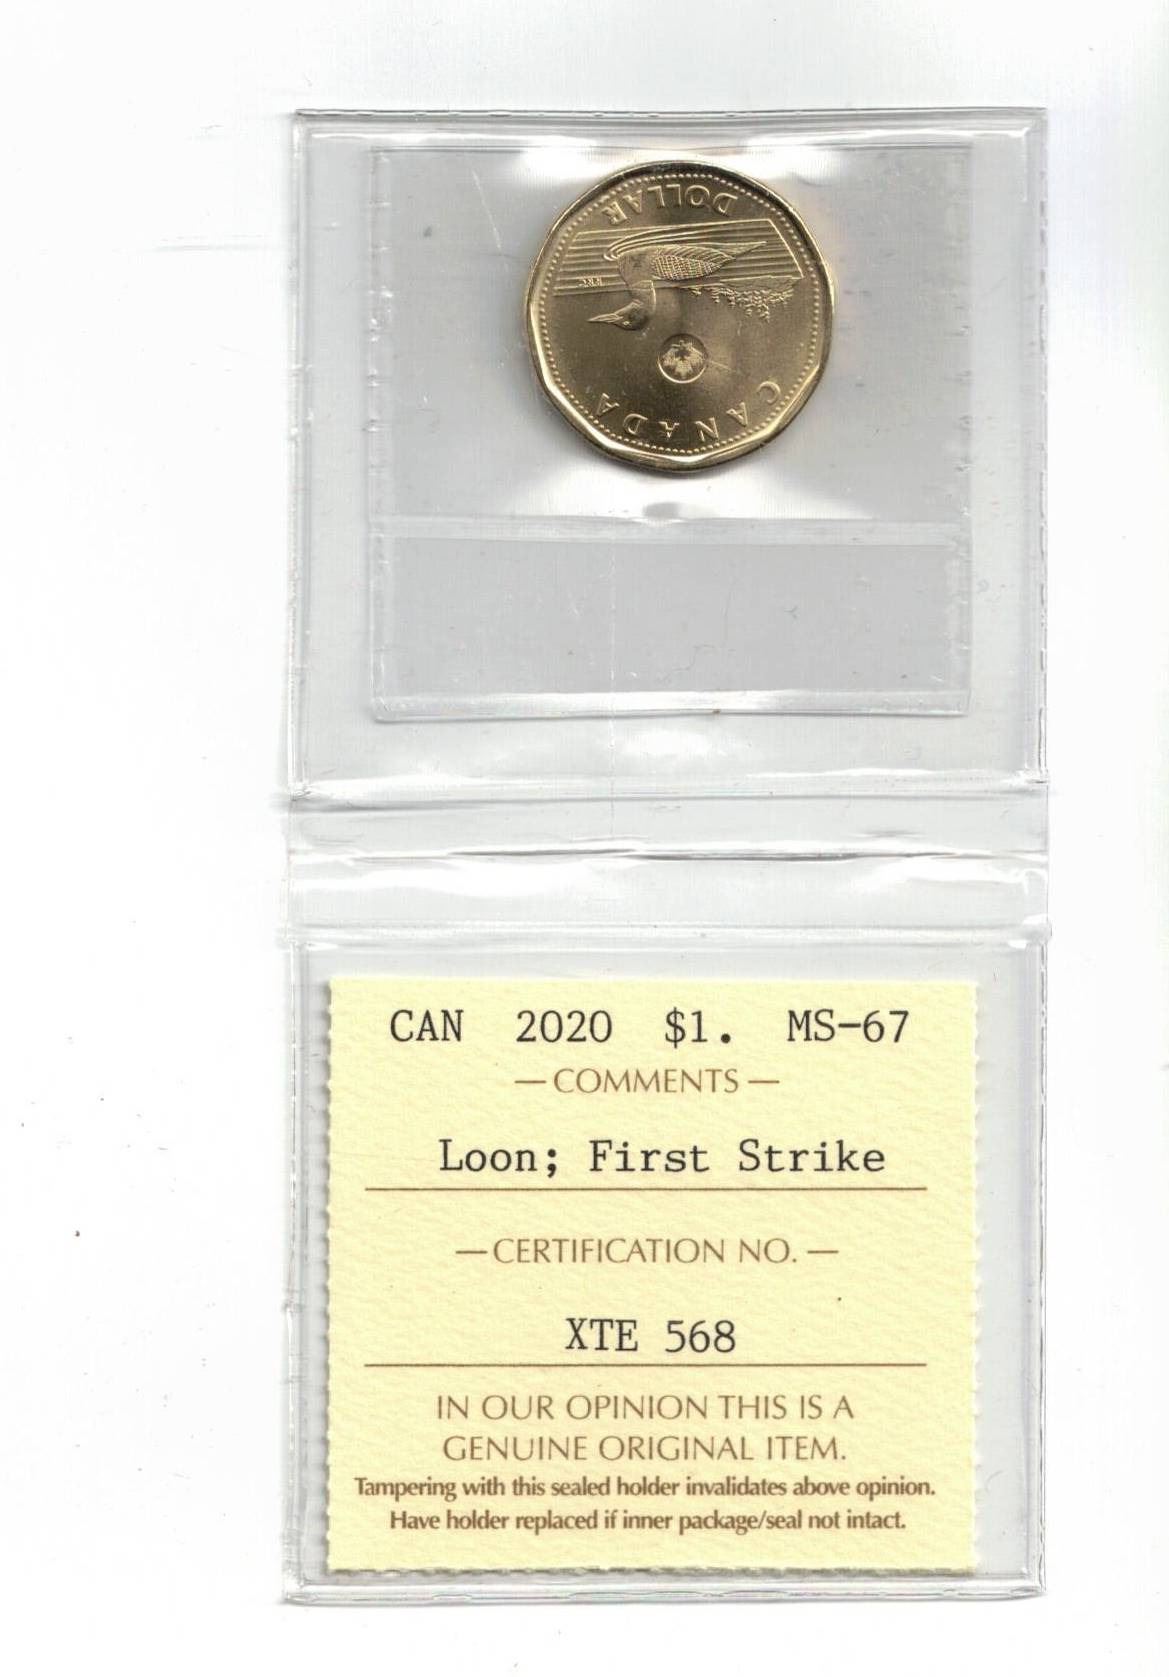 DOLLAR
RRC
CANADA
CAN 2020 $1. MS-67
— COMMENTS —
Loon; First Strike
— CERTIFICATION NO. —
XTE 568
IN OUR OPINION THIS IS A
GENUINE ORIGINAL ITEM.
Tampering with this sealed holder invalidates above opinion.
Have holder replaced if inner package/seal not intact.